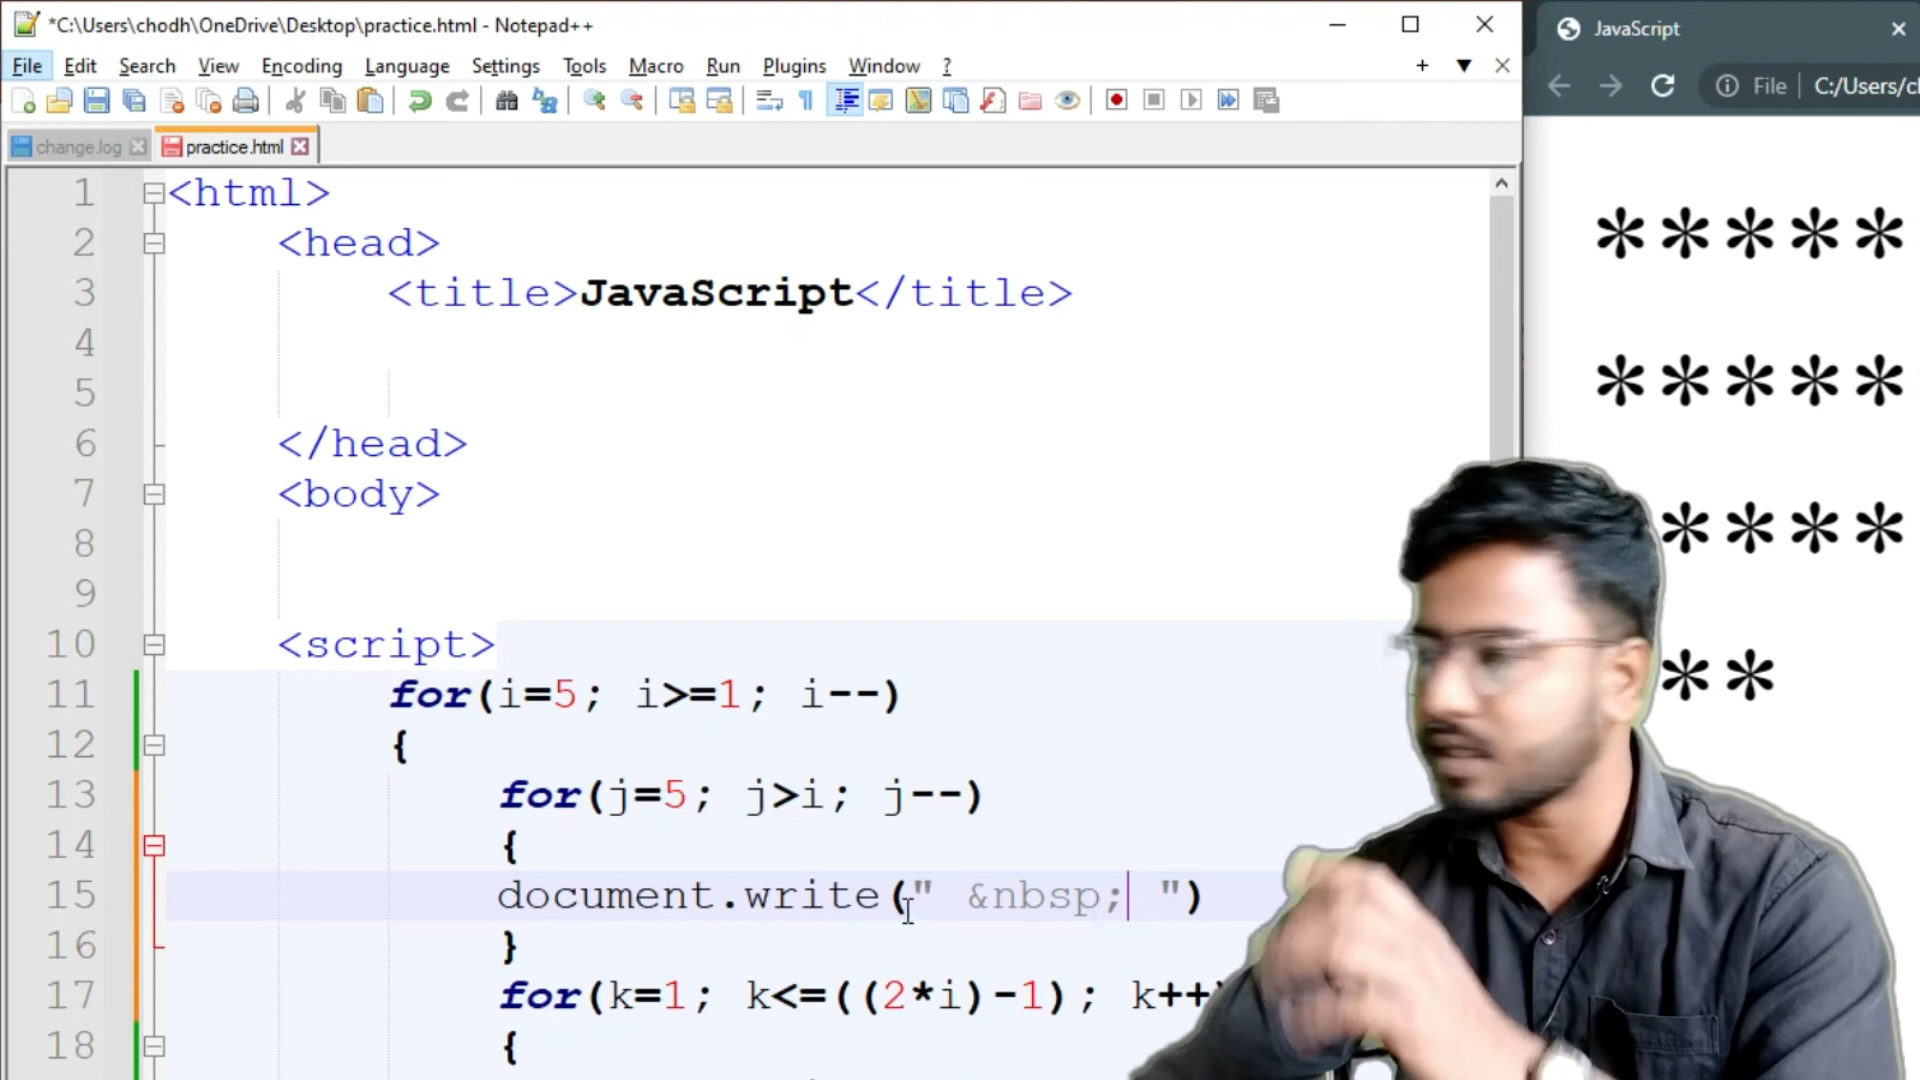 *C:\Users\chodh\OneDrive\Desktop\practice.html - Notepad++
File Edit Search View Encoding Language Settings Tools Macro Run Plugins Window ?
change.log practice.html
1 <html>
2 <head>
3 <title>JavaScript</title>
4
5
6 </head>
7 <body>
8
9
10 <script>
11 for(i=5; i>=1; i--)
12 {
13 for(j=5; j>i; j--)
14 {
15 document.write(" &nbsp; ")
16 }
17 for(k=1; k<=((2*i)-1); k++
18 {
JavaScript
File C:/Users/c
*****
*****
****
**